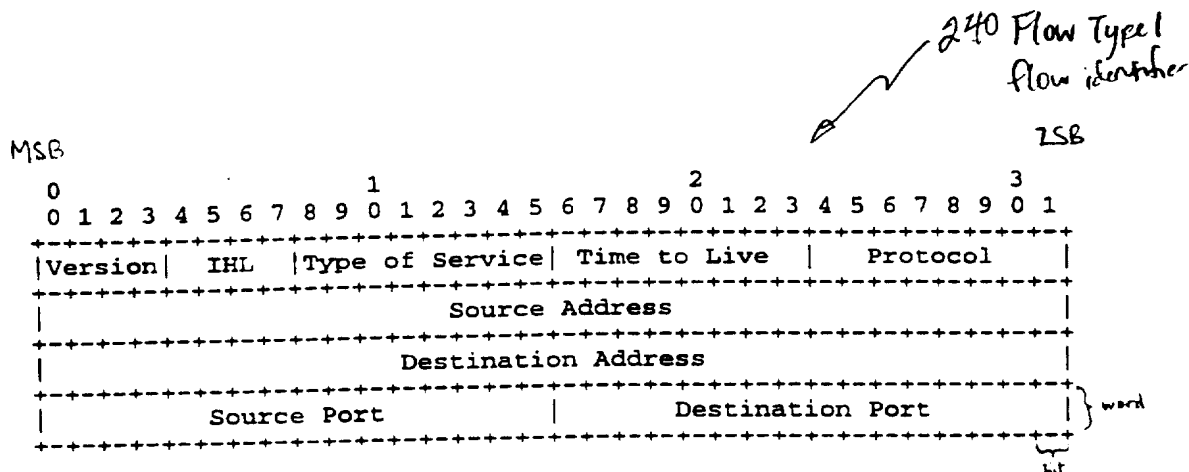 240 Flow Type 1
flow identifier
MSB
LSB
0 1 2 3
0 1 2 3 4 5 6 7 8 9 0 1 2 3 4 5 6 7 8 9 0 1 2 3 4 5 6 7 8 9 0 1
+-+-+-+-+-+-+-+-+-+-+-+-+-+-+-+-+-+-+-+-+-+-+-+-+-+-+-+-+-+-+-+-+
|Version| IHL |Type of Service| Time to Live | Protocol |
+-+-+-+-+-+-+-+-+-+-+-+-+-+-+-+-+-+-+-+-+-+-+-+-+-+-+-+-+-+-+-+-+
| Source Address |
+-+-+-+-+-+-+-+-+-+-+-+-+-+-+-+-+-+-+-+-+-+-+-+-+-+-+-+-+-+-+-+-+
| Destination Address |
+-+-+-+-+-+-+-+-+-+-+-+-+-+-+-+-+-+-+-+-+-+-+-+-+-+-+-+-+-+-+-+-+
| Source Port | Destination Port | } word
+-+-+-+-+-+-+-+-+-+-+-+-+-+-+-+-+-+-+-+-+-+-+-+-+-+-+-+-+-+-+-+-+
bit